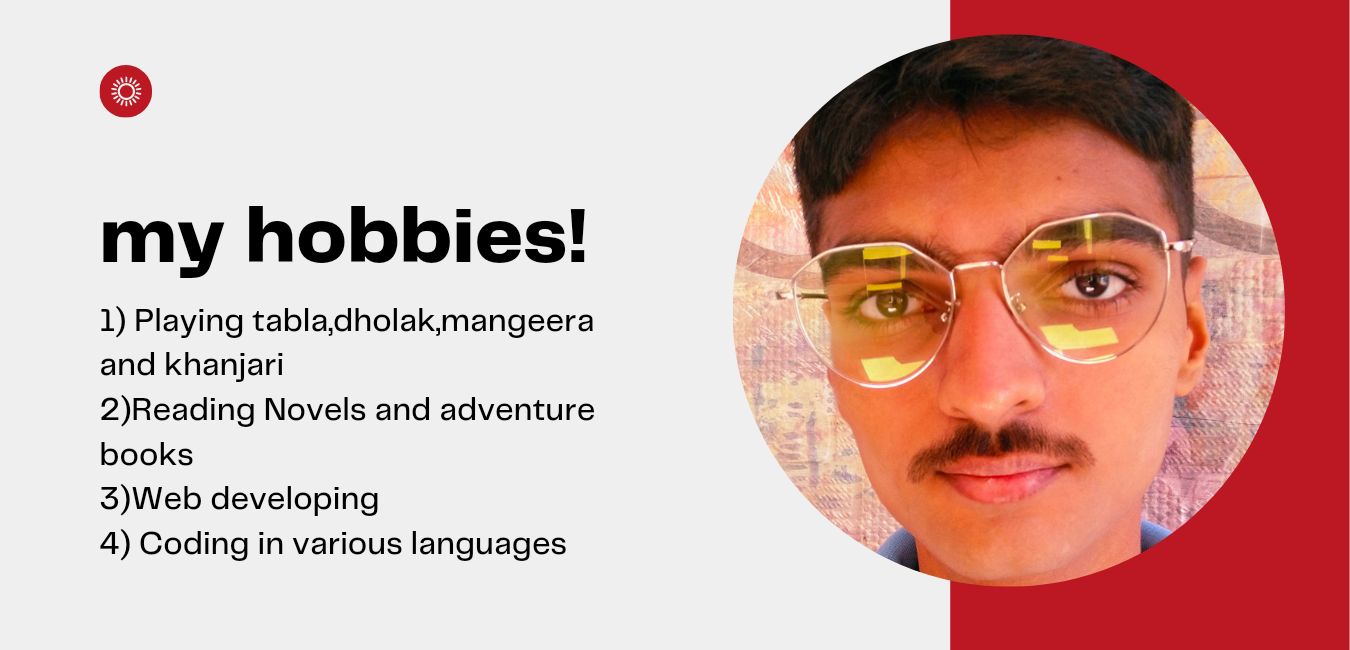 my hobbies!
1) Playing tabla,dholak,mangeera
and khanjari
2)Reading Novels and adventure
books
3)Web developing
4) Coding in various languages